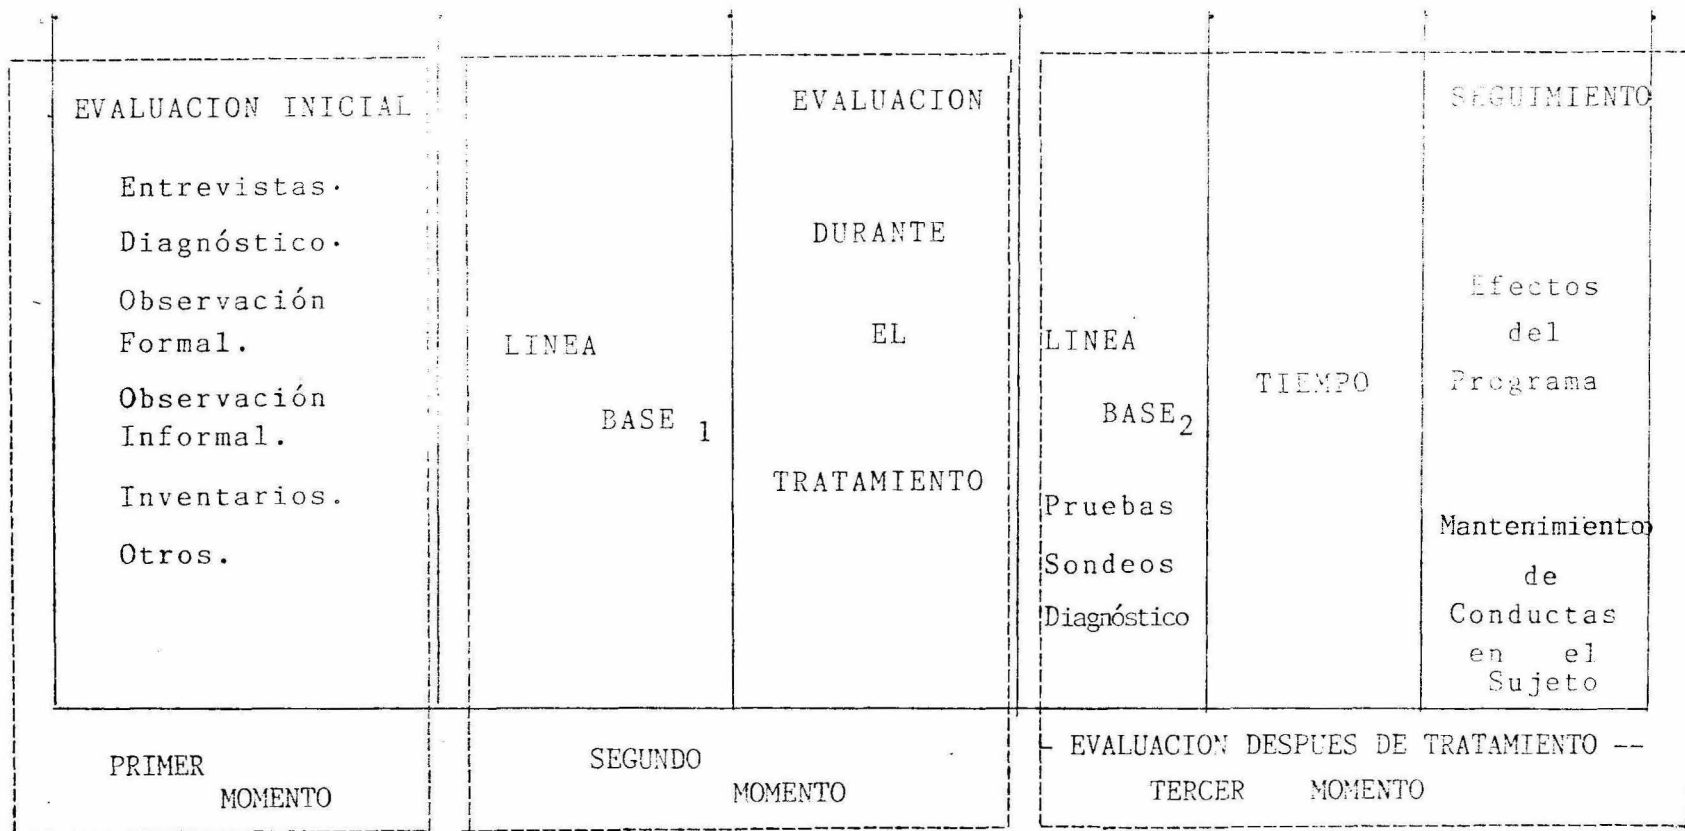 EVALUACION INICIAL
Entrevistas.
Diagnóstico.
Observación
Formal.
Observación
Informal.
Inventarios.
Otros.
PRIMER
MOMENTO
LINEA
BASE 1
EVALUACION
DURANTE
EL
TRATAMIENTO
SEGUNDO
MOMENTO
LINEA
BASE2
Pruebas
Sondeos
Diagnóstico
TIEMPO
SEGUIMIENTO
Efectos
del
Programa
Mantenimiento
de
Conductas
en el
Sujeto
- EVALUACION DESPUES DE TRATAMIENTO --
TERCER MOMENTO